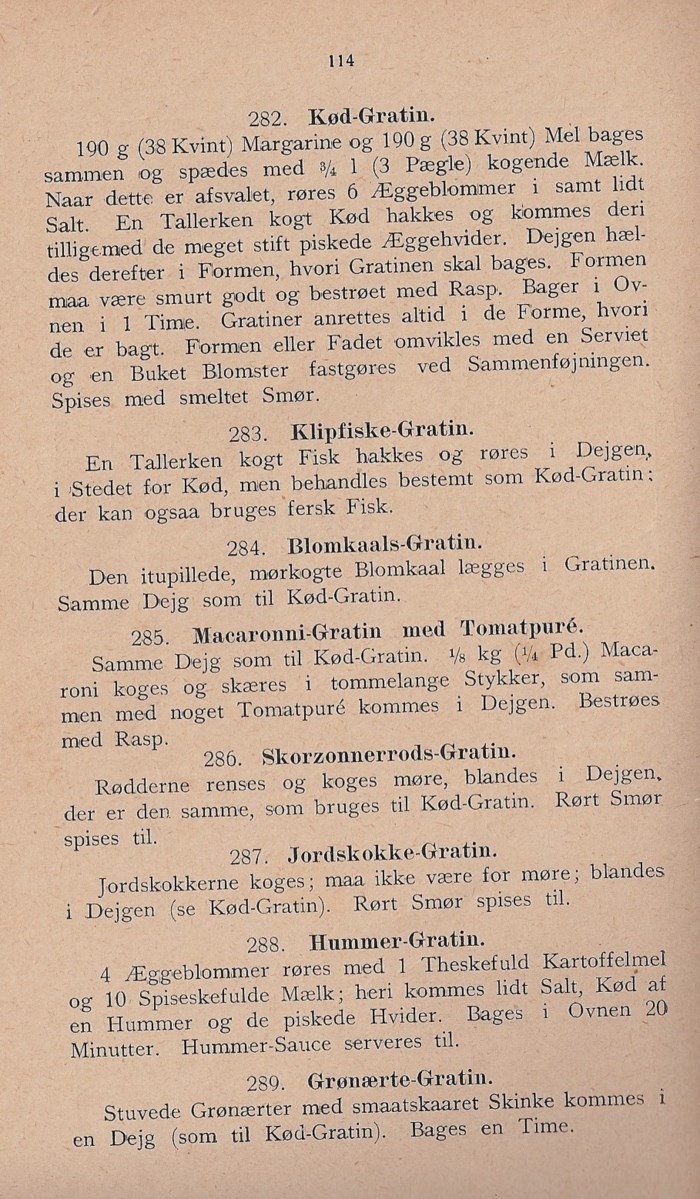 114
282. Kød-Gratin.
190 g (38 Kvint) Margarine og 190 g (38 Kvint) Mel bages
sammen og spædes med ¾ l (3 Pægle) kogende Mælk.
Naar dette er afsvalet, røres 6 Æggeblommer i samt lidt
Salt. En Tallerken kogt Kød hakkes og kommes deri
tilligemed de meget stift piskede Æggehvider. Dejgen hæl-
des derefter i Formen, hvori Gratinen skal bages. Formen
maa være smurt godt og bestrøet med Rasp. Bager i Ov-
nen i 1 Time. Gratiner anrettes altid i de Forme, hvori
de er bagt. Formen eller Fadet omvikles med en Serviet
og en Buket Blomster fastgøres ved Sammenføjningen.
Spises med smeltet Smør.
283. Klipfiske-Gratin.
En Tallerken kogt Fisk hakkes og røres i Dejgen,
i Stedet for Kød, men behandles bestemt som Kød-Gratin;
der kan ogsaa bruges fersk Fisk.
284. Blomkaals-Gratin.
Den itupillede, mørkogte Blomkaal lægges i Gratinen.
Samme Dejg som til Kød-Gratin.
285. Macaronni-Gratin med Tomatpuré.
Samme Dejg som til Kød-Gratin. ⅛ kg (¼ Pd.) Maca-
roni koges og skæres i tommelange Stykker, som sam-
men med noget Tomatpuré kommes i Dejgen. Bestrøes
med Rasp.
286. Skorzonnerrods-Gratin.
Rødderne renses og koges møre, blandes i Dejgen,
der er den samme, som bruges til Kød-Gratin. Rørt Smør
spises til.
287. Jordskokke-Gratin.
Jordskokkerne koges; maa ikke være for møre; blandes
i Dejgen (se Kød-Gratin). Rørt Smør spises til.
288. Hummer-Gratin.
4 Æggeblommer røres med 1 Theskefuld Kartoffelmel
og 10 Spiseskefulde Mælk; heri kommes lidt Salt, Kød af
en Hummer og de piskede Hvider. Bages i Ovnen 20
Minutter. Hummer-Sauce serveres til.
289. Grønærte-Gratin.
Stuvede Grønærter med smaatskaaret Skinke kommes i
en Dejg (som til Kød-Gratin). Bages en Time.